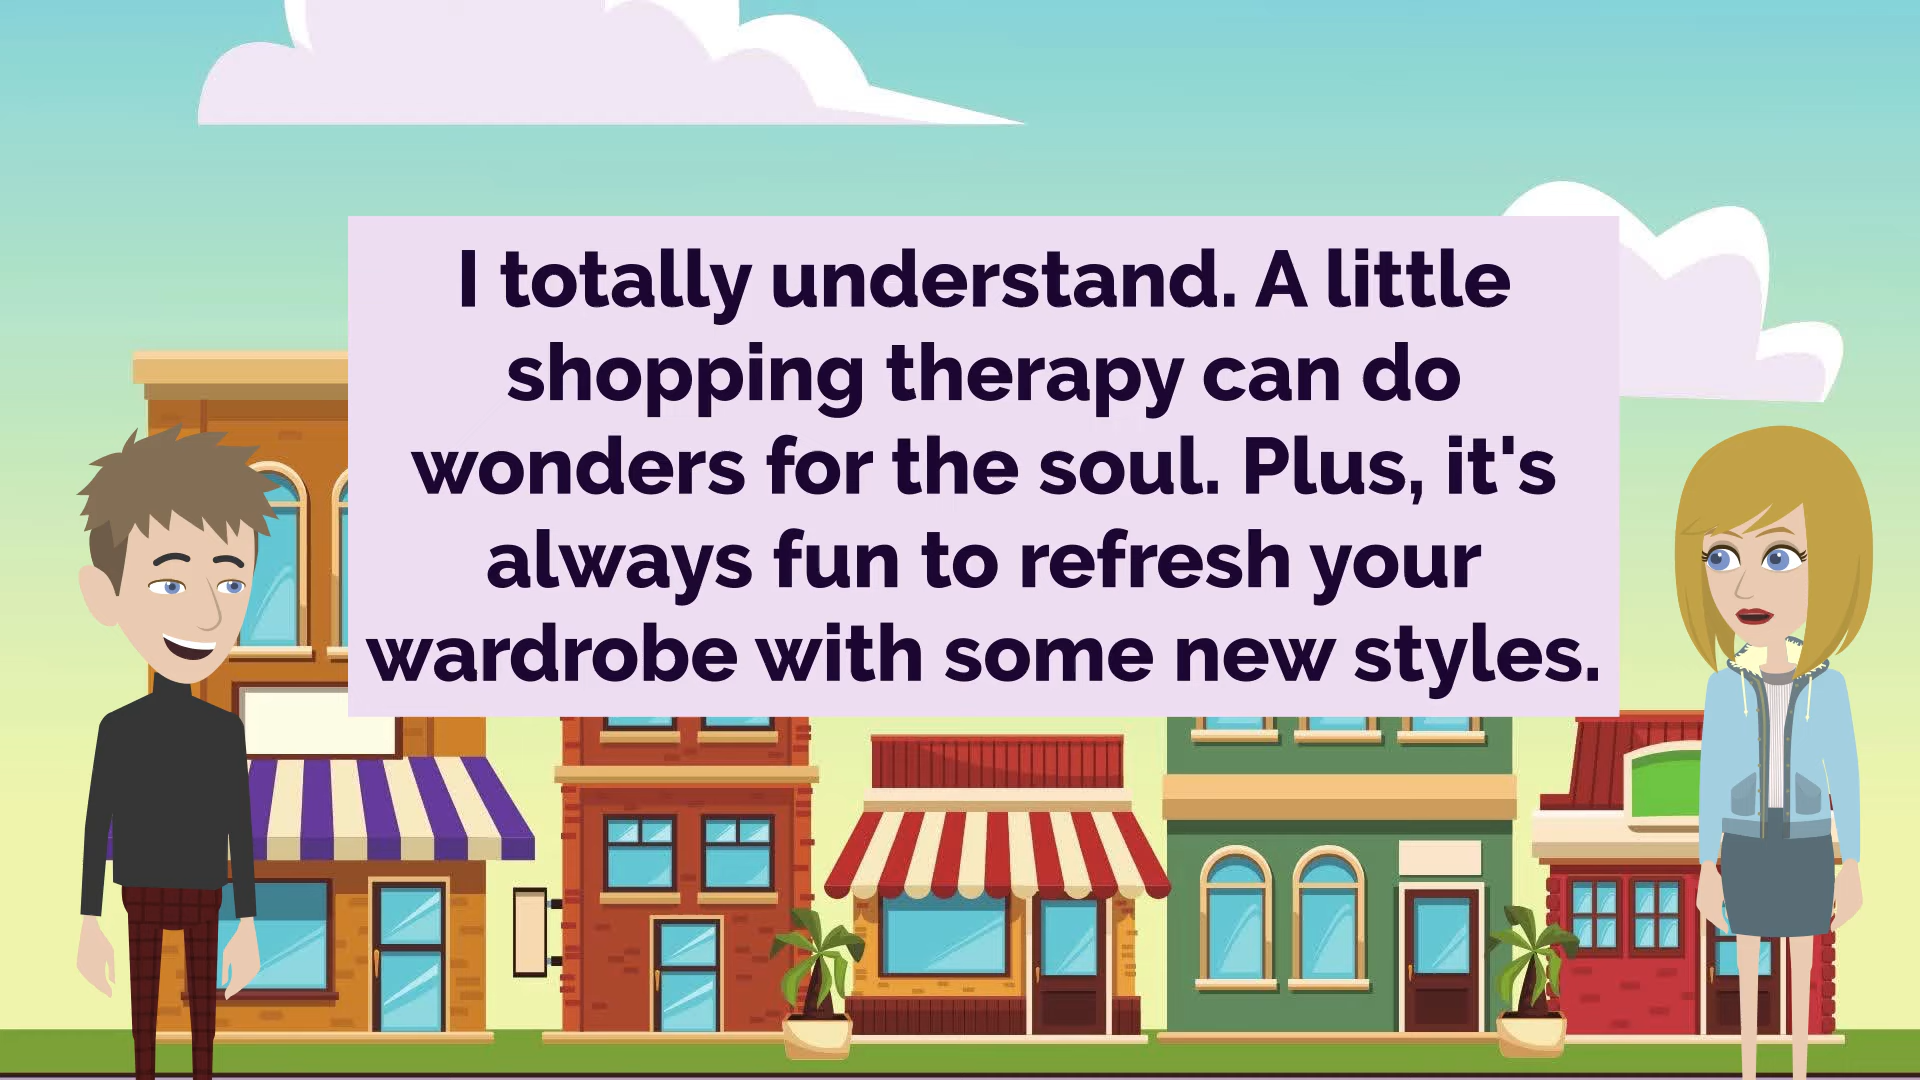 I totally understand. A little
shopping therapy can do
wonders for the soul. Plus, it's
always fun to refresh your
wardrobe with some new styles.